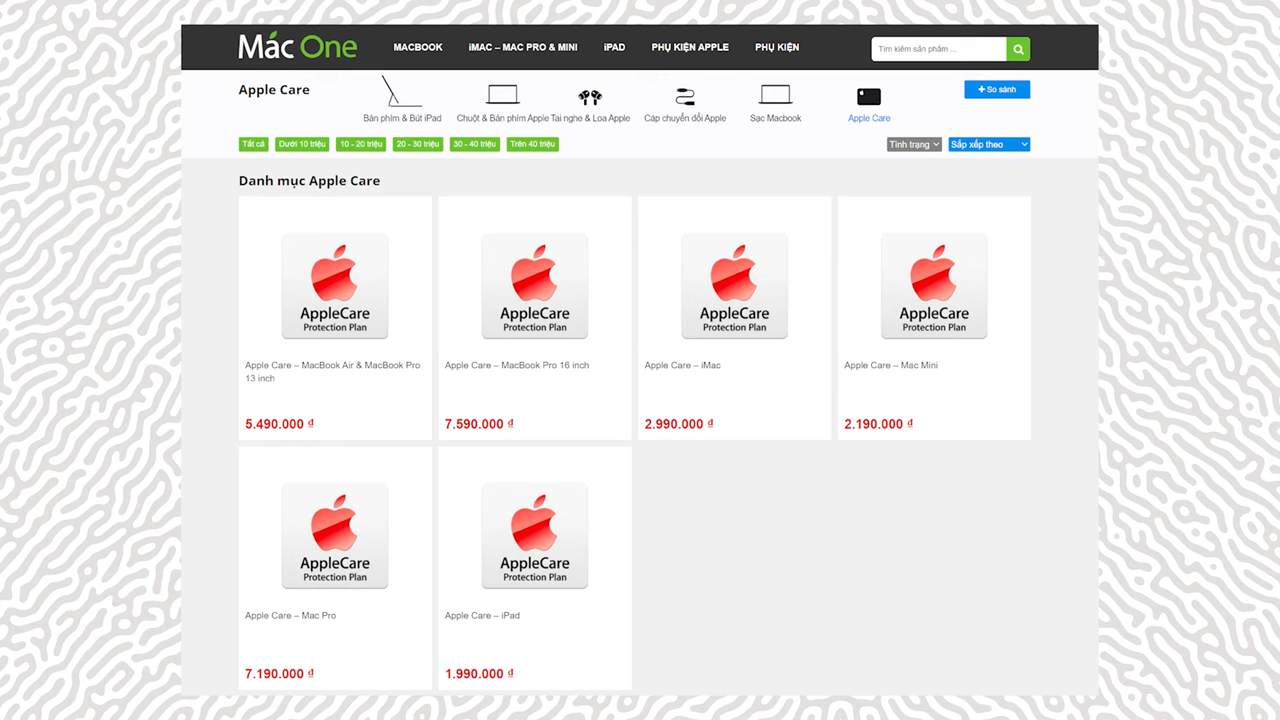 Mác One
MACBOOK
iMAC – MAC PRO & MINI
iPAD
PHỤ KIỆN APPLE
PHỤ KIỆN
Tìm kiếm sản phẩm ...
Apple Care
Bàn phím & Bút iPad
Chuột & Bàn phím Apple
Tai nghe & Loa Apple
Cáp chuyển đổi Apple
Sạc Macbook
Apple Care
+ So sánh
Tất cả
Dưới 10 triệu
10 - 20 triệu
20 - 30 triệu
30 - 40 triệu
Trên 40 triệu
Tình trạng
Sắp xếp theo
Danh mục Apple Care
AppleCare
Protection Plan
Apple Care – MacBook Air & MacBook Pro
13 inch
5.490.000 ₫
AppleCare
Protection Plan
Apple Care – MacBook Pro 16 inch
7.590.000 ₫
AppleCare
Protection Plan
Apple Care – iMac
2.990.000 ₫
AppleCare
Protection Plan
Apple Care – Mac Mini
2.190.000 ₫
AppleCare
Protection Plan
Apple Care – Mac Pro
7.190.000 ₫
AppleCare
Protection Plan
Apple Care – iPad
1.990.000 ₫